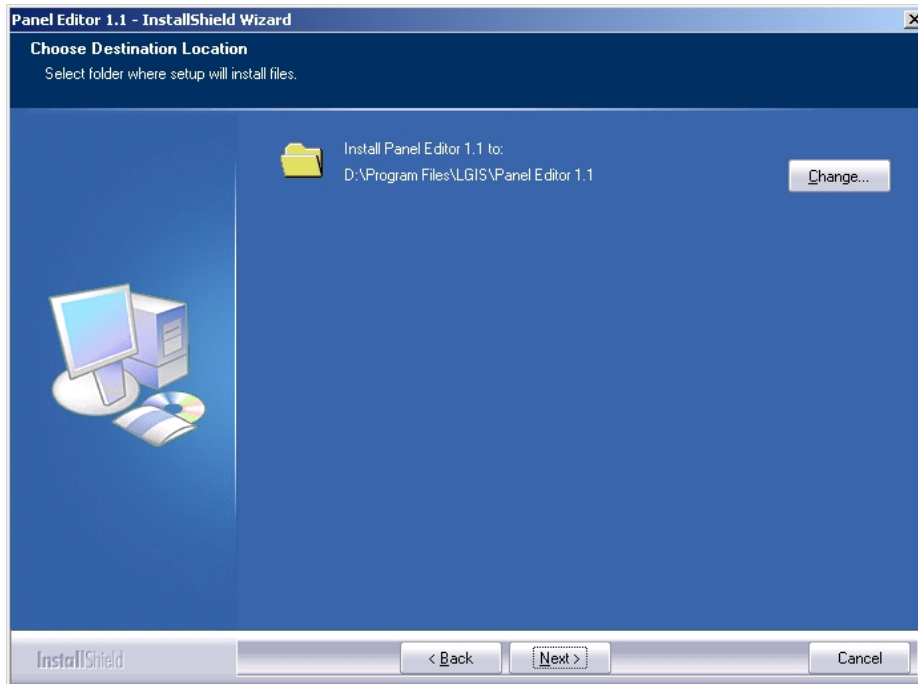 Panel Editor 1.1 - InstallShield Wizard
Choose Destination Location
Select folder where setup will install files.
Install Panel Editor 1.1 to:
D:\Program Files\LGIS\Panel Editor 1.1
Change...
InstallShield
< Back
Next >
Cancel